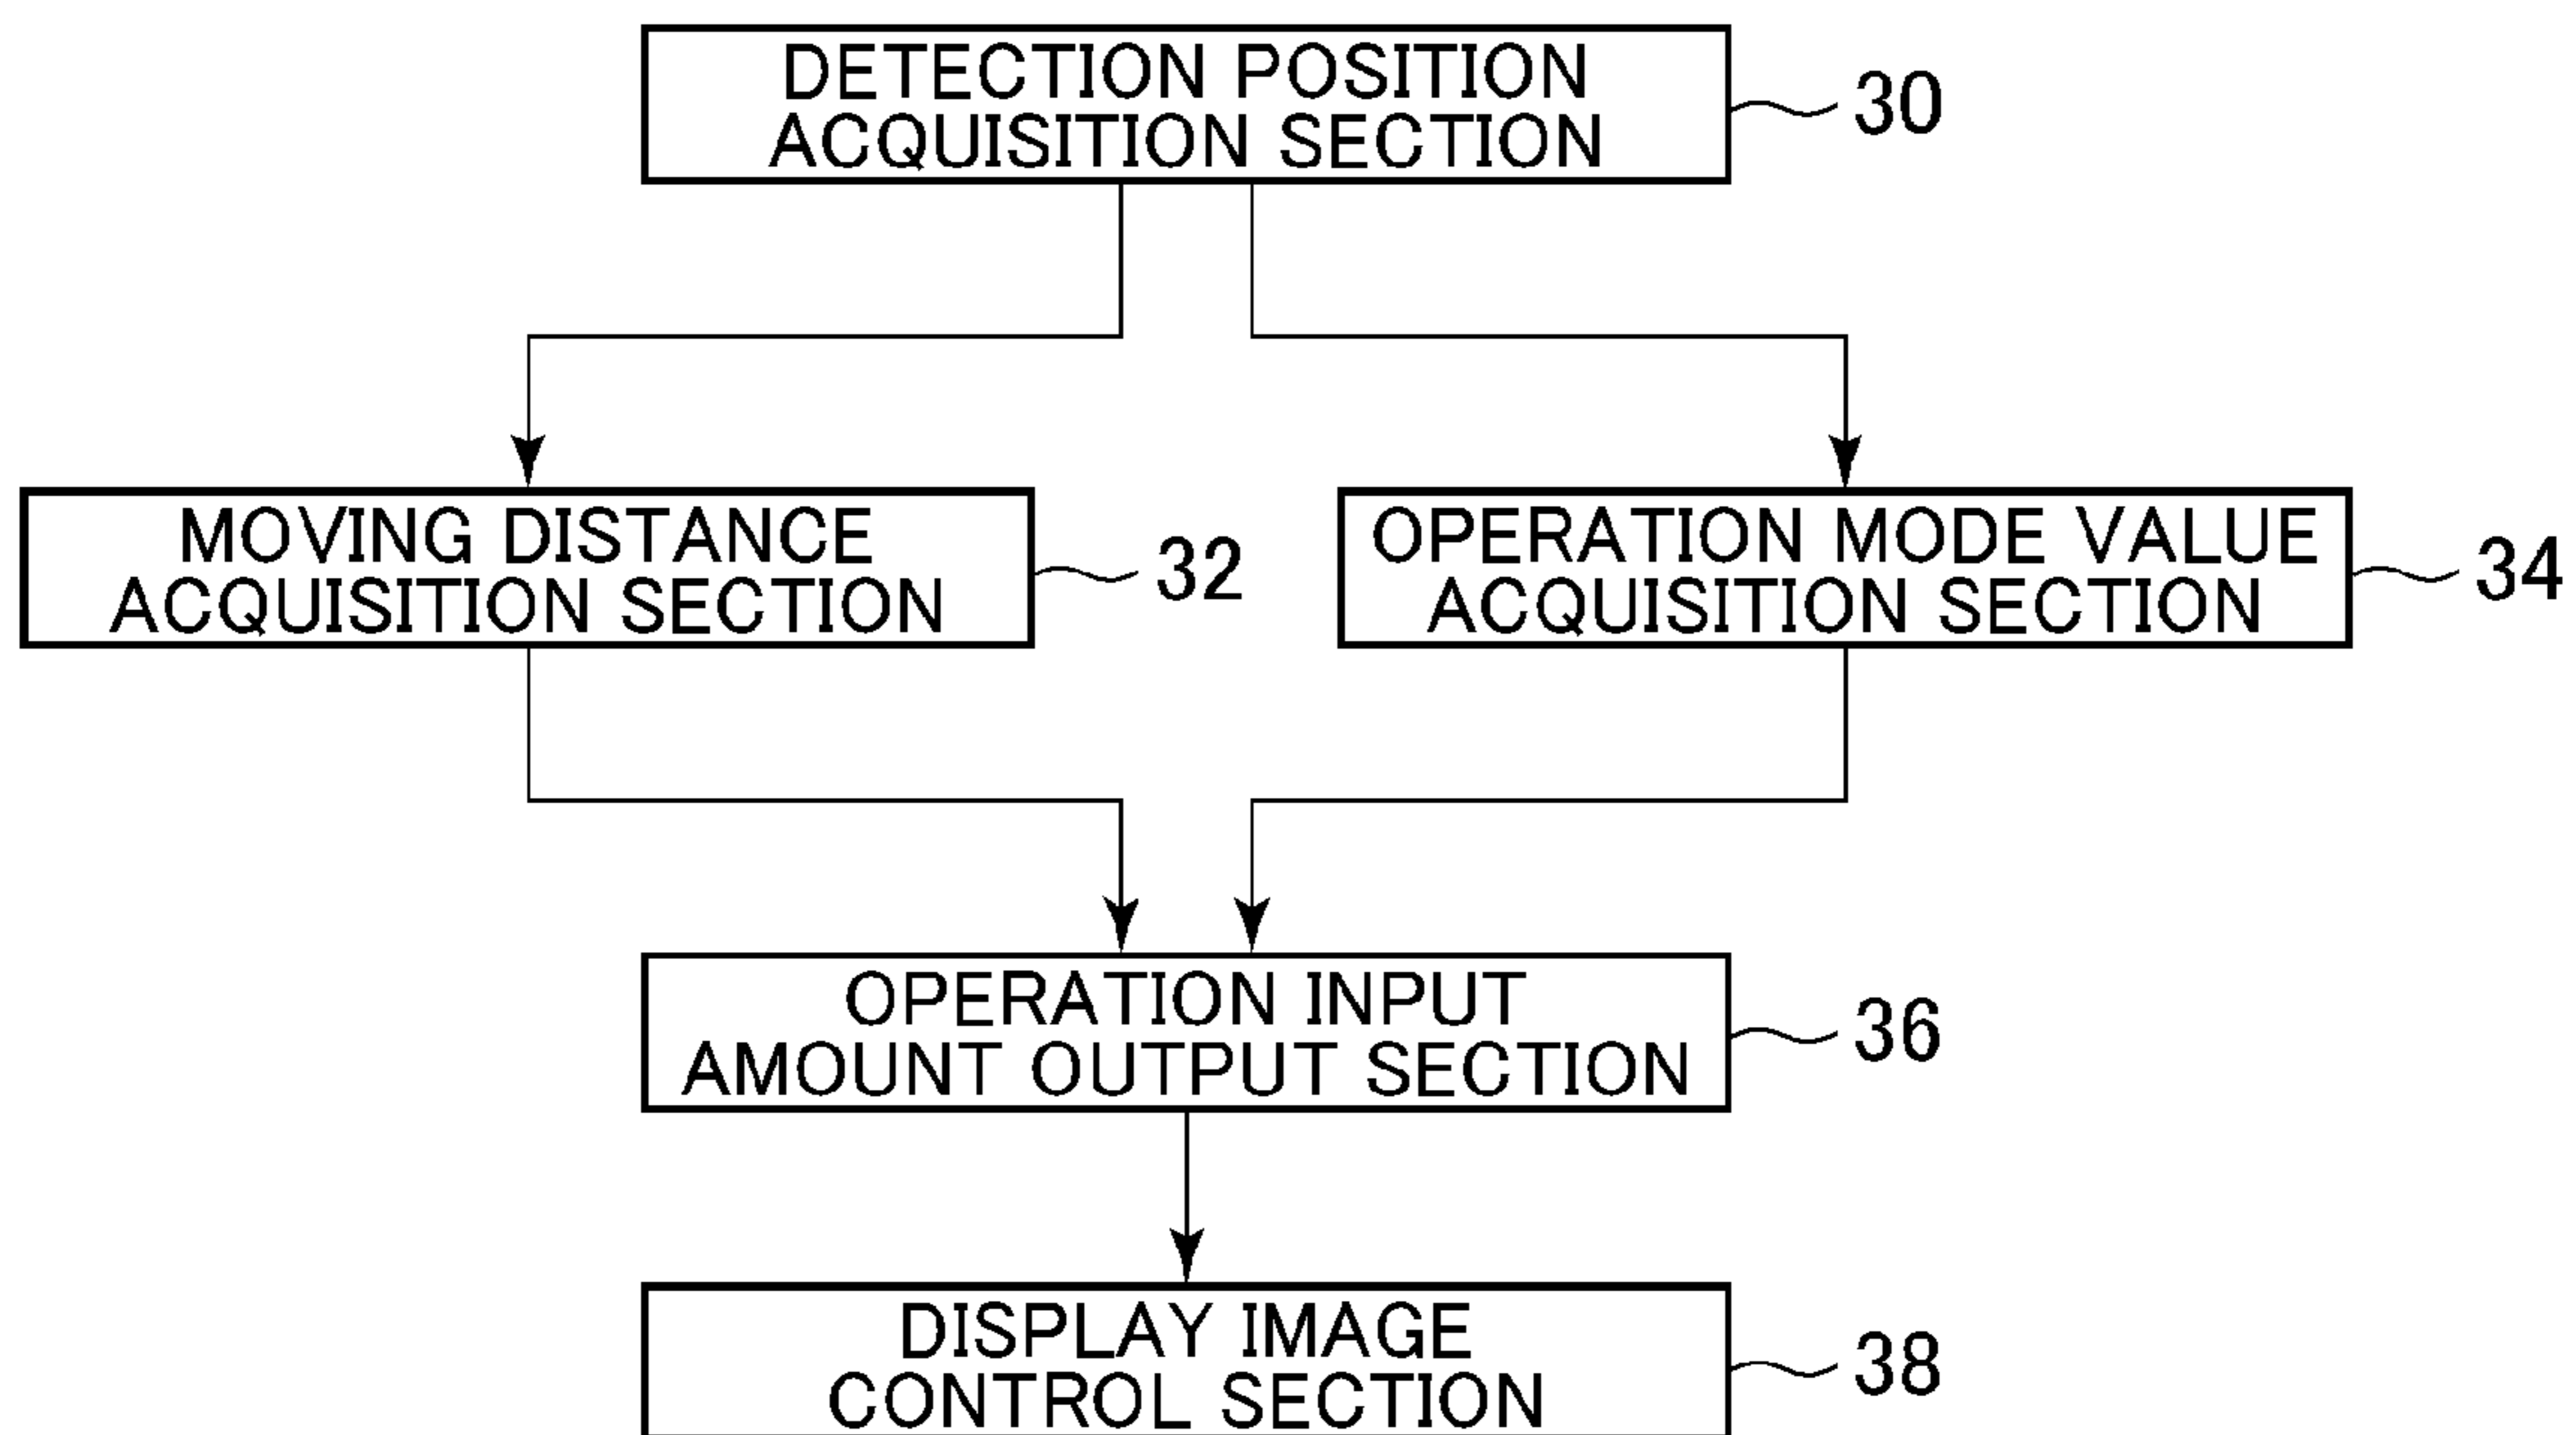 DETECTION POSITION
ACQUISITION SECTION
30
MOVING DISTANCE
ACQUISITION SECTION
32
OPERATION MODE VALUE
ACQUISITION SECTION
34
OPERATION INPUT
AMOUNT OUTPUT SECTION
36
DISPLAY IMAGE
CONTROL SECTION
38